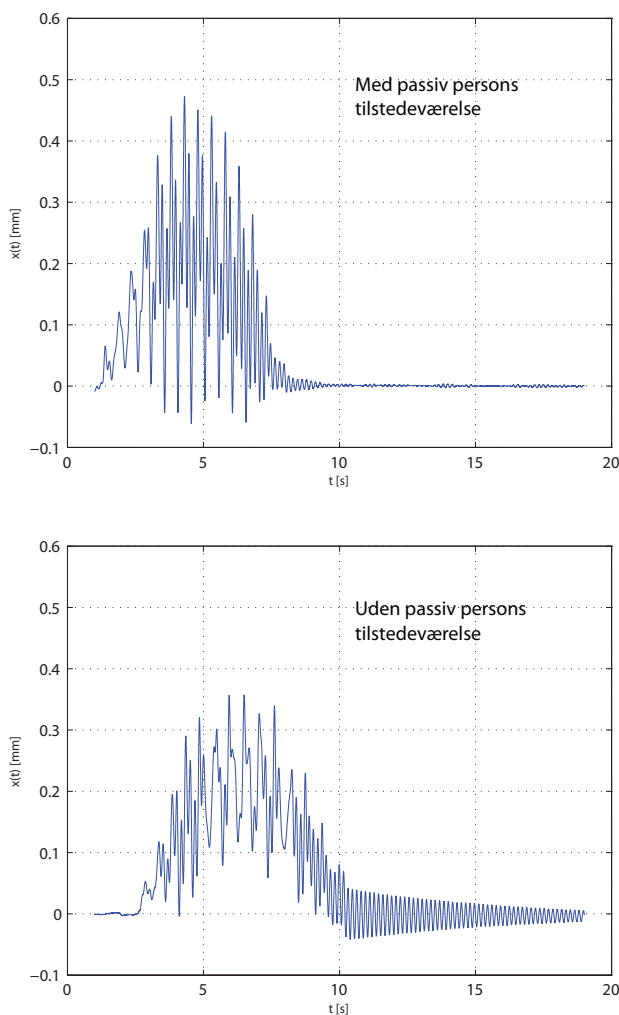 0.6
0.5
Med passiv persons
tilstedeværelse
0.4
0.3
x(t) [mm]
0.2
0.1
0
−0.1
0 5 10 15 20
t [s]
0.6
0.5
Uden passiv persons
tilstedeværelse
0.4
0.3
x(t) [mm]
0.2
0.1
0
−0.1
0 5 10 15 20
t [s]